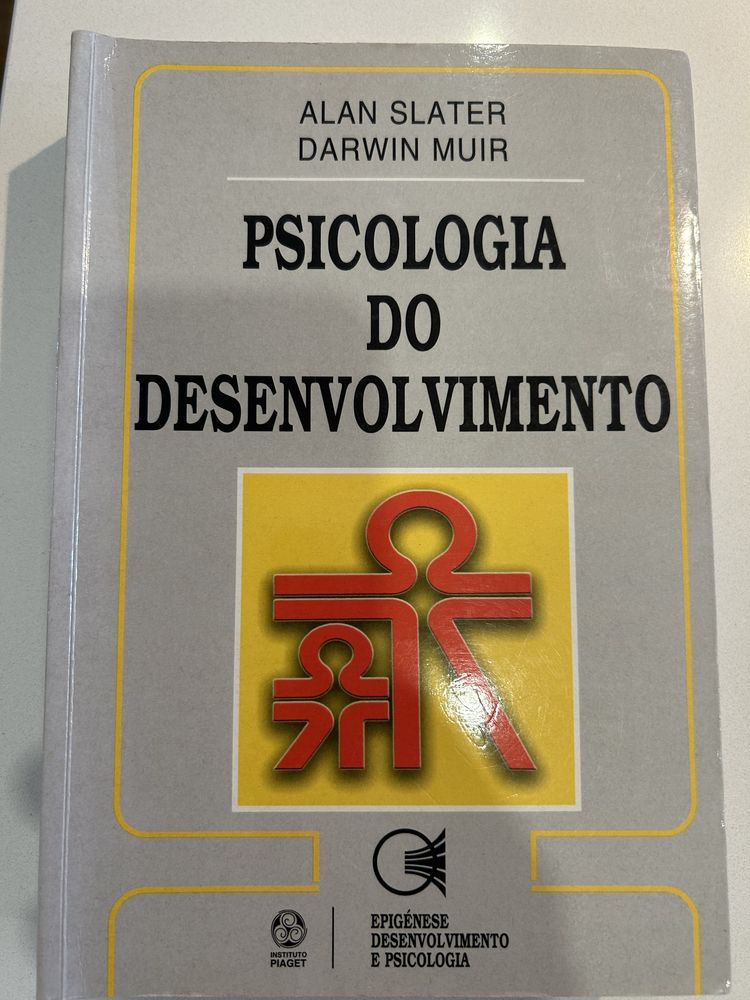 ALAN SLATER
DARWIN MUIR
PSICOLOGIA
DO
DESENVOLVIMENTO
INSTITUTO
PIAGET
EPIGÉNESE
DESENVOLVIMENTO
E PSICOLOGIA